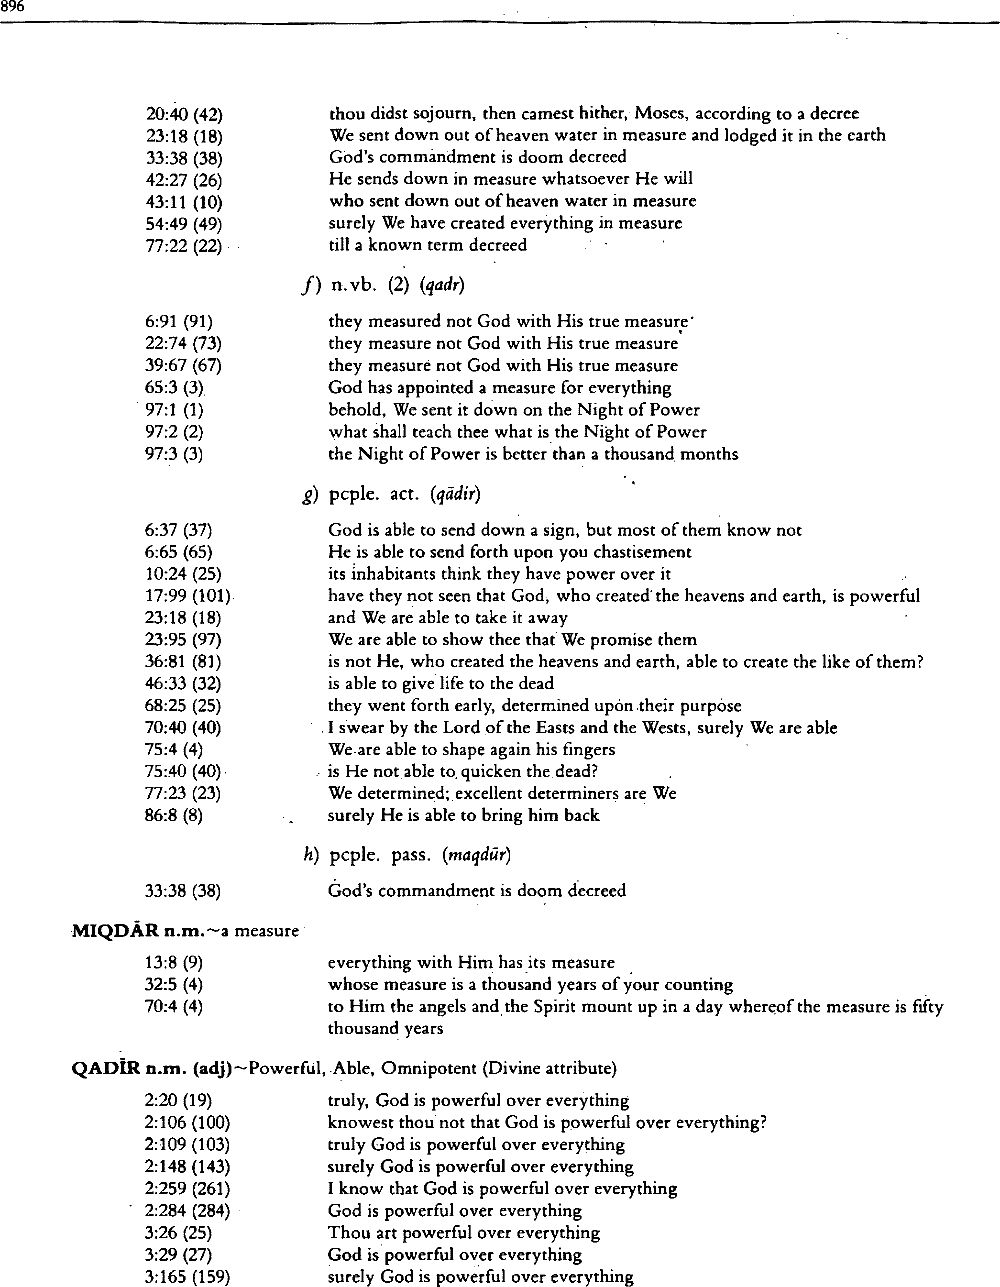 896
20:40 (42) thou didst sojourn, then camest hither, Moses, according to a decree
23:18 (18) We sent down out of heaven water in measure and lodged it in the earth
33:38 (38) God's commandment is doom decreed
42:27 (26) He sends down in measure whatsoever He will
43:11 (10) who sent down out of heaven water in measure
54:49 (49) surely We have created everything in measure
77:22 (22) till a known term decreed
f) n.vb. (2) (qadr)
6:91 (91) they measured not God with His true measure
22:74 (73) they measure not God with His true measure
39:67 (67) they measure not God with His true measure
65:3 (3) God has appointed a measure for everything
97:1 (1) behold, We sent it down on the Night of Power
97:2 (2) what shall teach thee what is the Night of Power
97:3 (3) the Night of Power is better than a thousand months
g) pcple. act. (qādir)
6:37 (37) God is able to send down a sign, but most of them know not
6:65 (65) He is able to send forth upon you chastisement
10:24 (25) its inhabitants think they have power over it
17:99 (101) have they not seen that God, who created the heavens and earth, is powerful
23:18 (18) and We are able to take it away
23:95 (97) We are able to show thee that We promise them
36:81 (81) is not He, who created the heavens and earth, able to create the like of them?
46:33 (32) is able to give life to the dead
68:25 (25) they went forth early, determined upon their purpose
70:40 (40) I swear by the Lord of the Easts and the Wests, surely We are able
75:4 (4) We are able to shape again his fingers
75:40 (40) is He not able to quicken the dead?
77:23 (23) We determined; excellent determiners are We
86:8 (8) surely He is able to bring him back
h) pcple. pass. (maqdūr)
33:38 (38) God's commandment is doom decreed
MIQDĀR n.m.~a measure
13:8 (9) everything with Him has its measure
32:5 (4) whose measure is a thousand years of your counting
70:4 (4) to Him the angels and the Spirit mount up in a day whereof the measure is fifty
thousand years
QADĪR n.m. (adj)~Powerful, Able, Omnipotent (Divine attribute)
2:20 (19) truly, God is powerful over everything
2:106 (100) knowest thou not that God is powerful over everything?
2:109 (103) truly God is powerful over everything
2:148 (143) surely God is powerful over everything
2:259 (261) I know that God is powerful over everything
2:284 (284) God is powerful over everything
3:26 (25) Thou art powerful over everything
3:29 (27) God is powerful over everything
3:165 (159) surely God is powerful over everything